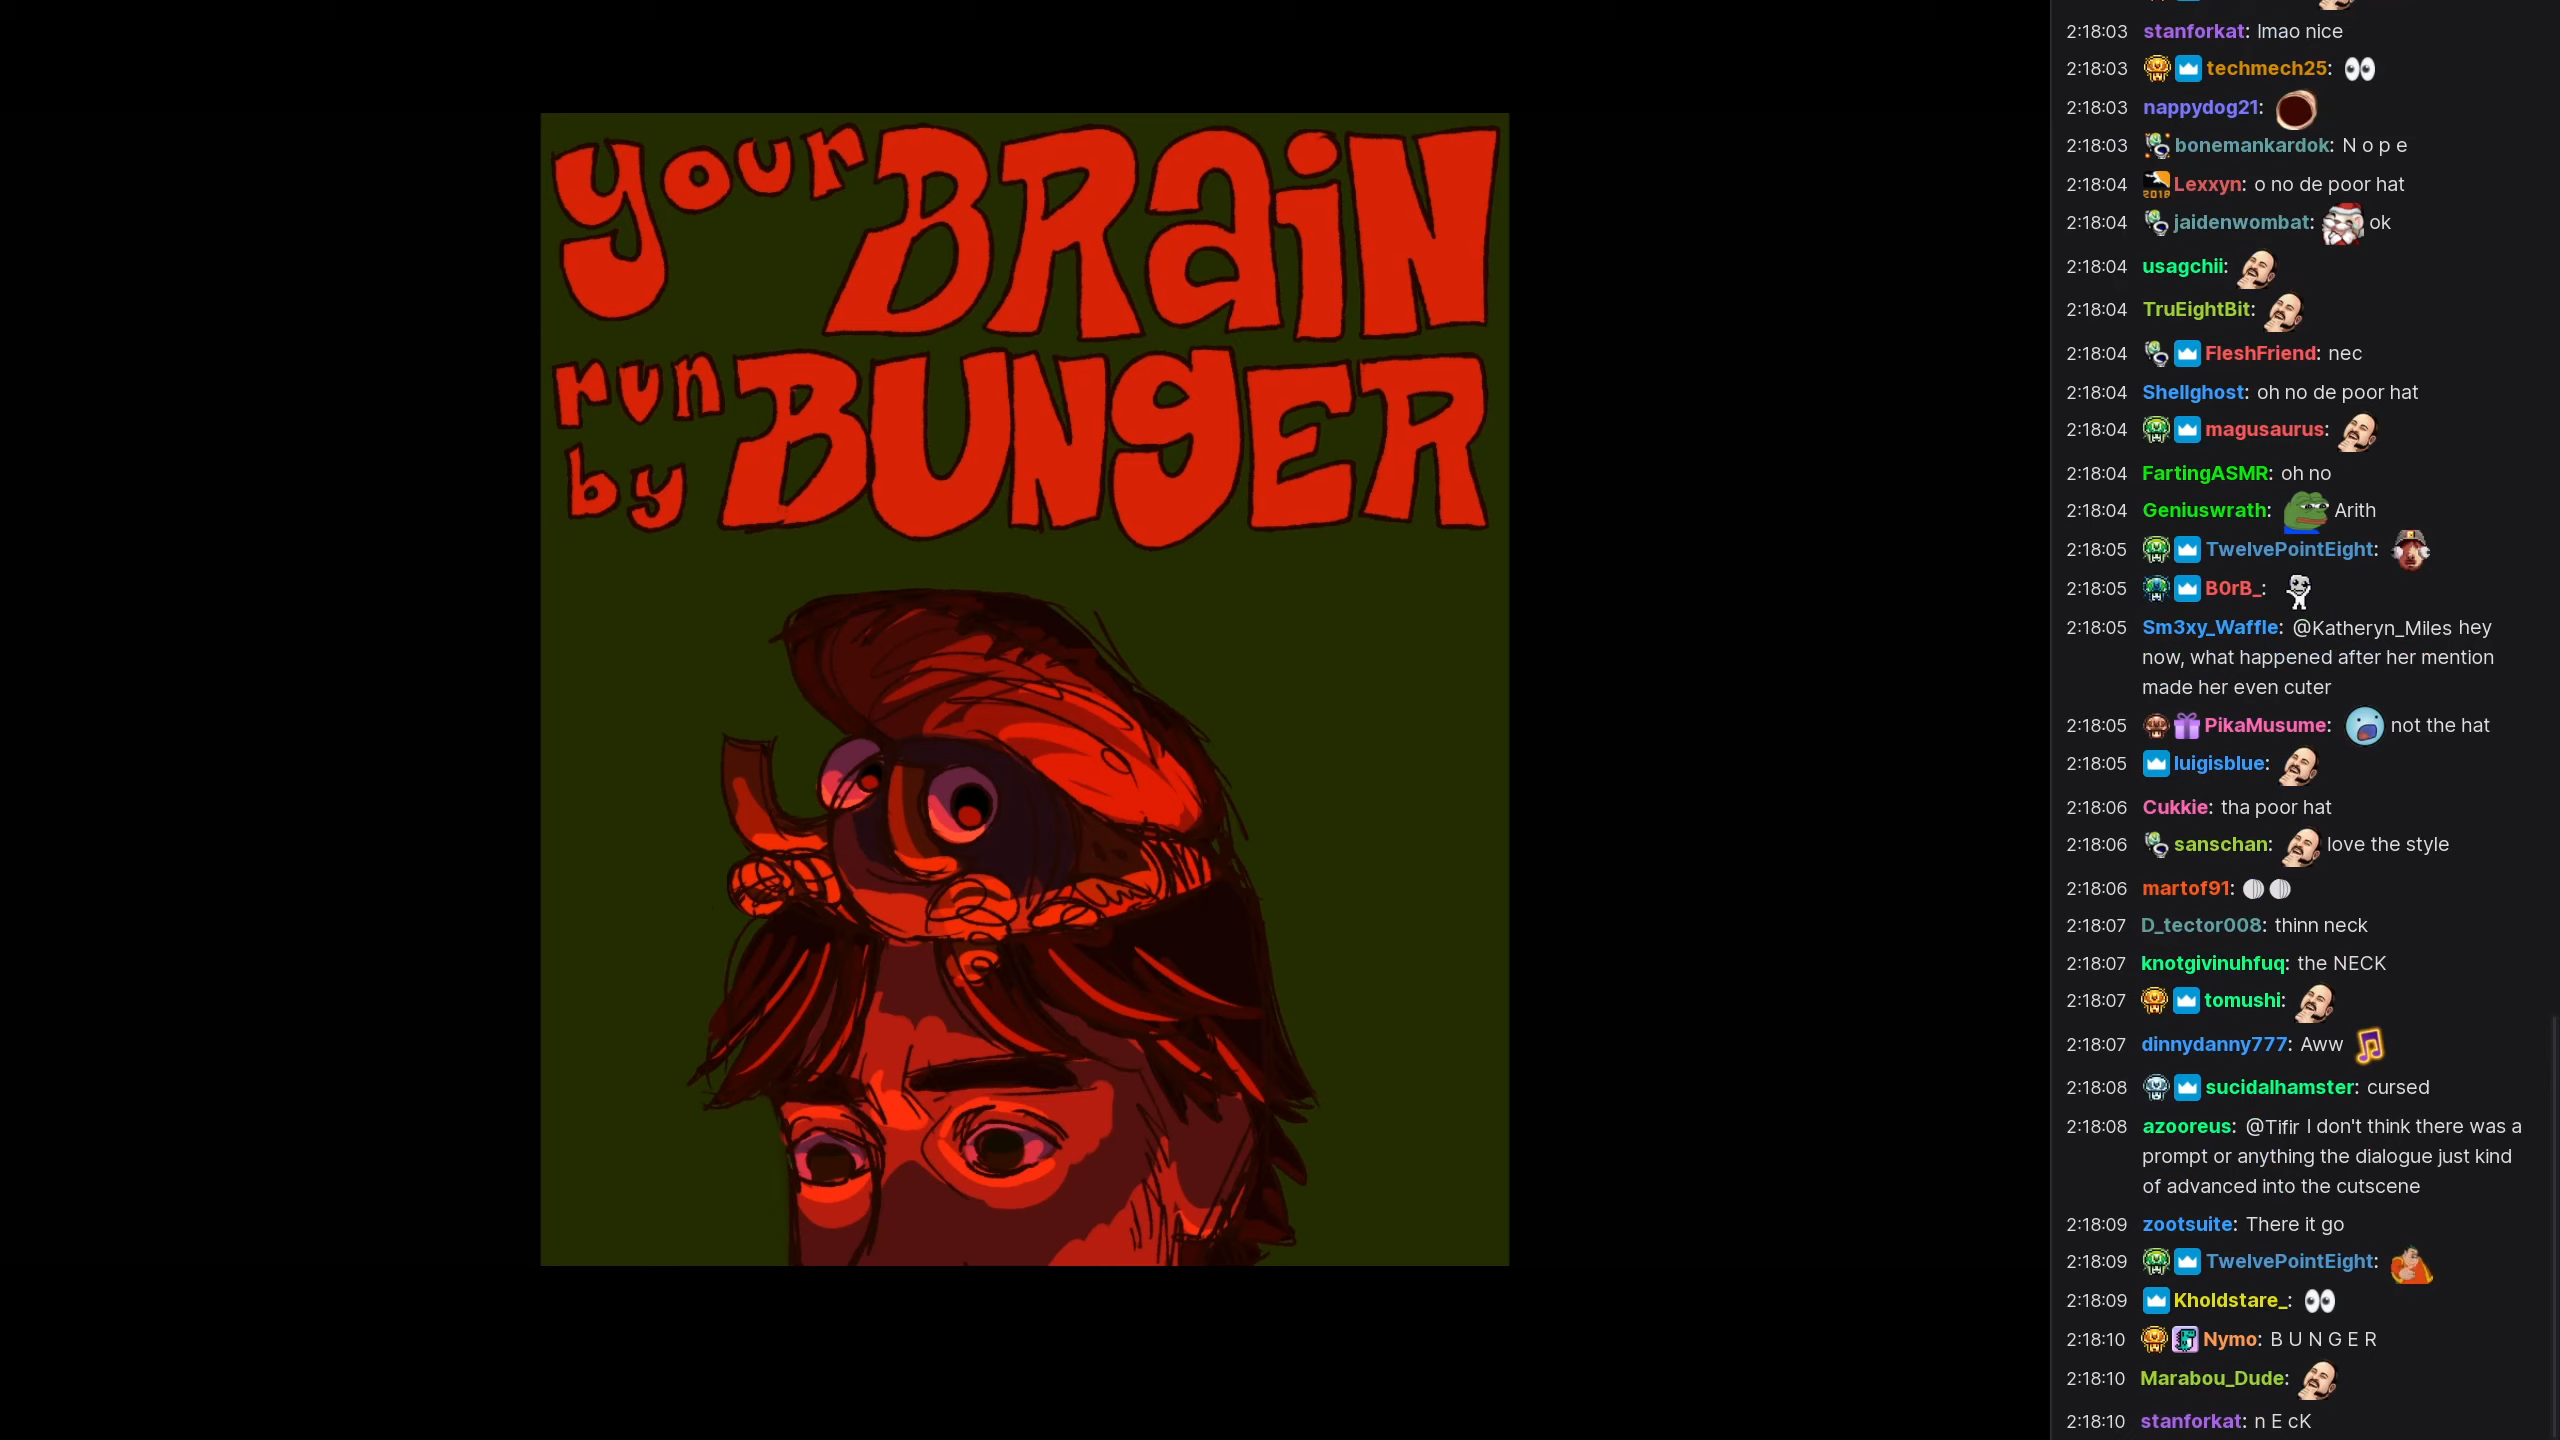 your BRaiN
run BUNgER
by
2:18:03 stanforkat: lmao nice
2:18:03 techmech25:
2:18:03 nappydog21:
2:18:03 bonemankardok: N o p e
2:18:04 Lexxyn: o no de poor hat
2:18:04 jaidenwombat: ok
2:18:04 usagchii:
2:18:04 TruEightBit:
2:18:04 FleshFriend: nec
2:18:04 Shellghost: oh no de poor hat
2:18:04 magusaurus:
2:18:04 FartingASMR: oh no
2:18:04 Geniuswrath: Arith
2:18:05 TwelvePointEight:
2:18:05 B0rB_:
2:18:05 Sm3xy_Waffle: @Katheryn_Miles hey
now, what happened after her mention
made her even cuter
2:18:05 PikaMusume: not the hat
2:18:05 luigisblue:
2:18:06 Cukkie: tha poor hat
2:18:06 sanschan: love the style
2:18:06 martof91:
2:18:07 D_tector008: thinn neck
2:18:07 knotgivinuhfuq: the NECK
2:18:07 tomushi:
2:18:07 dinnydanny777: Aww
2:18:08 sucidalhamster: cursed
2:18:08 azooreus: @Tifir I don't think there was a
prompt or anything the dialogue just kind
of advanced into the cutscene
2:18:09 zootsuite: There it go
2:18:09 TwelvePointEight:
2:18:09 Kholdstare_:
2:18:10 Nymo: B U N G E R
2:18:10 Marabou_Dude:
2:18:10 stanforkat: n E cK